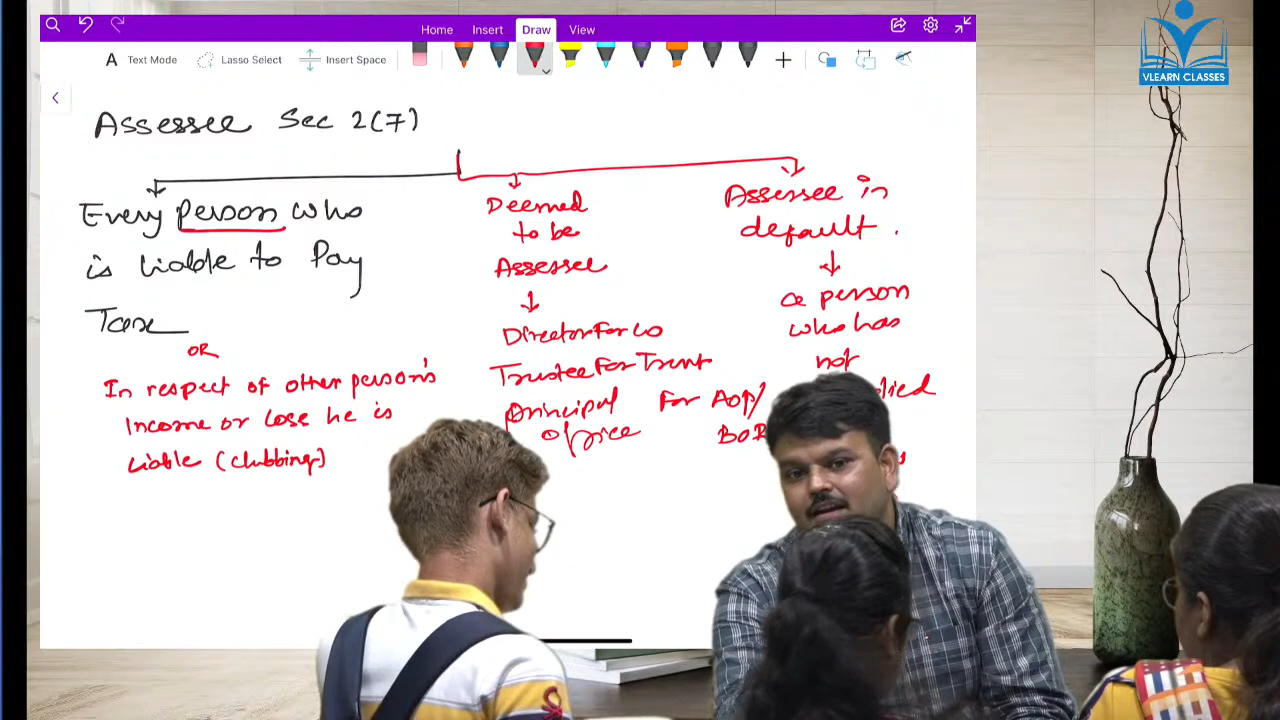 Home Insert Draw View
VLEARN CLASSES
A Text Mode Lasso Select Insert Space
Assessee Sec 2(7)
Every person who
is liable to Pay
Tax
OR
In respect of other person's
Income or Lose he is
liable (clubbing)
Deemed
to be
Assessee
Director For Co
Trustee For Trust
principal For AOP/
office BOI
Assessee in
default.
a person
who has
not